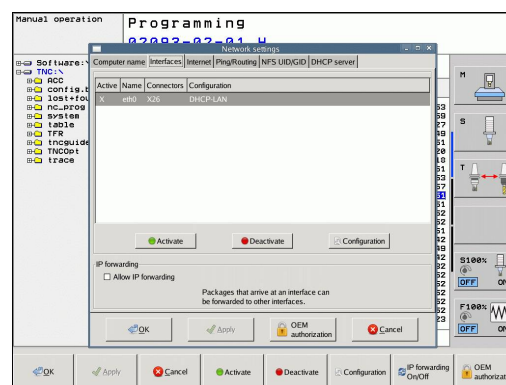 Manual operation
Programming
02093-02-01 H
Network settings
Computer name Interfaces Internet Ping/Routing NFS UID/GID DHCP server
Software:
TNC:\
ACC
config.
lost+fou
nc_prog
system
table
TFR
tncguide
TNCOpt
trace
Active Name Connectors Configuration
X eth0 X26 DHCP-LAN
Activate Deactivate Configuration
IP forwarding
Allow IP forwarding
Packages that arrive at an interface can
be forwarded to other interfaces.
OK Apply OEM authorization Cancel
M
S
T
S100%
OFF ON
F100%
OFF ON
OK Apply Cancel Activate Deactivate Configuration IP forwarding On/Off OEM authorizat